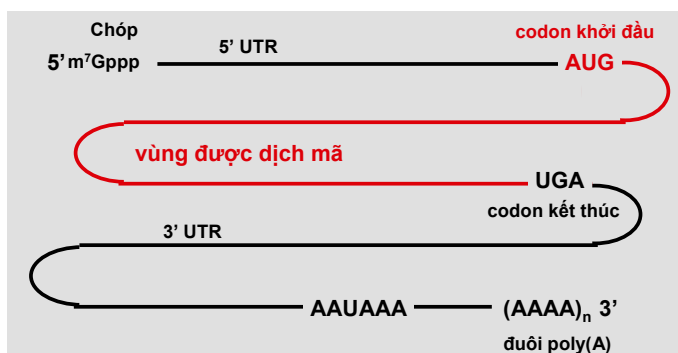 Chóp
5’ m⁷Gppp
5’ UTR
codon khởi đầu
AUG
vùng được dịch mã
UGA
codon kết thúc
3’ UTR
AAUAAA
(AAAA)ₙ 3’
đuôi poly(A)